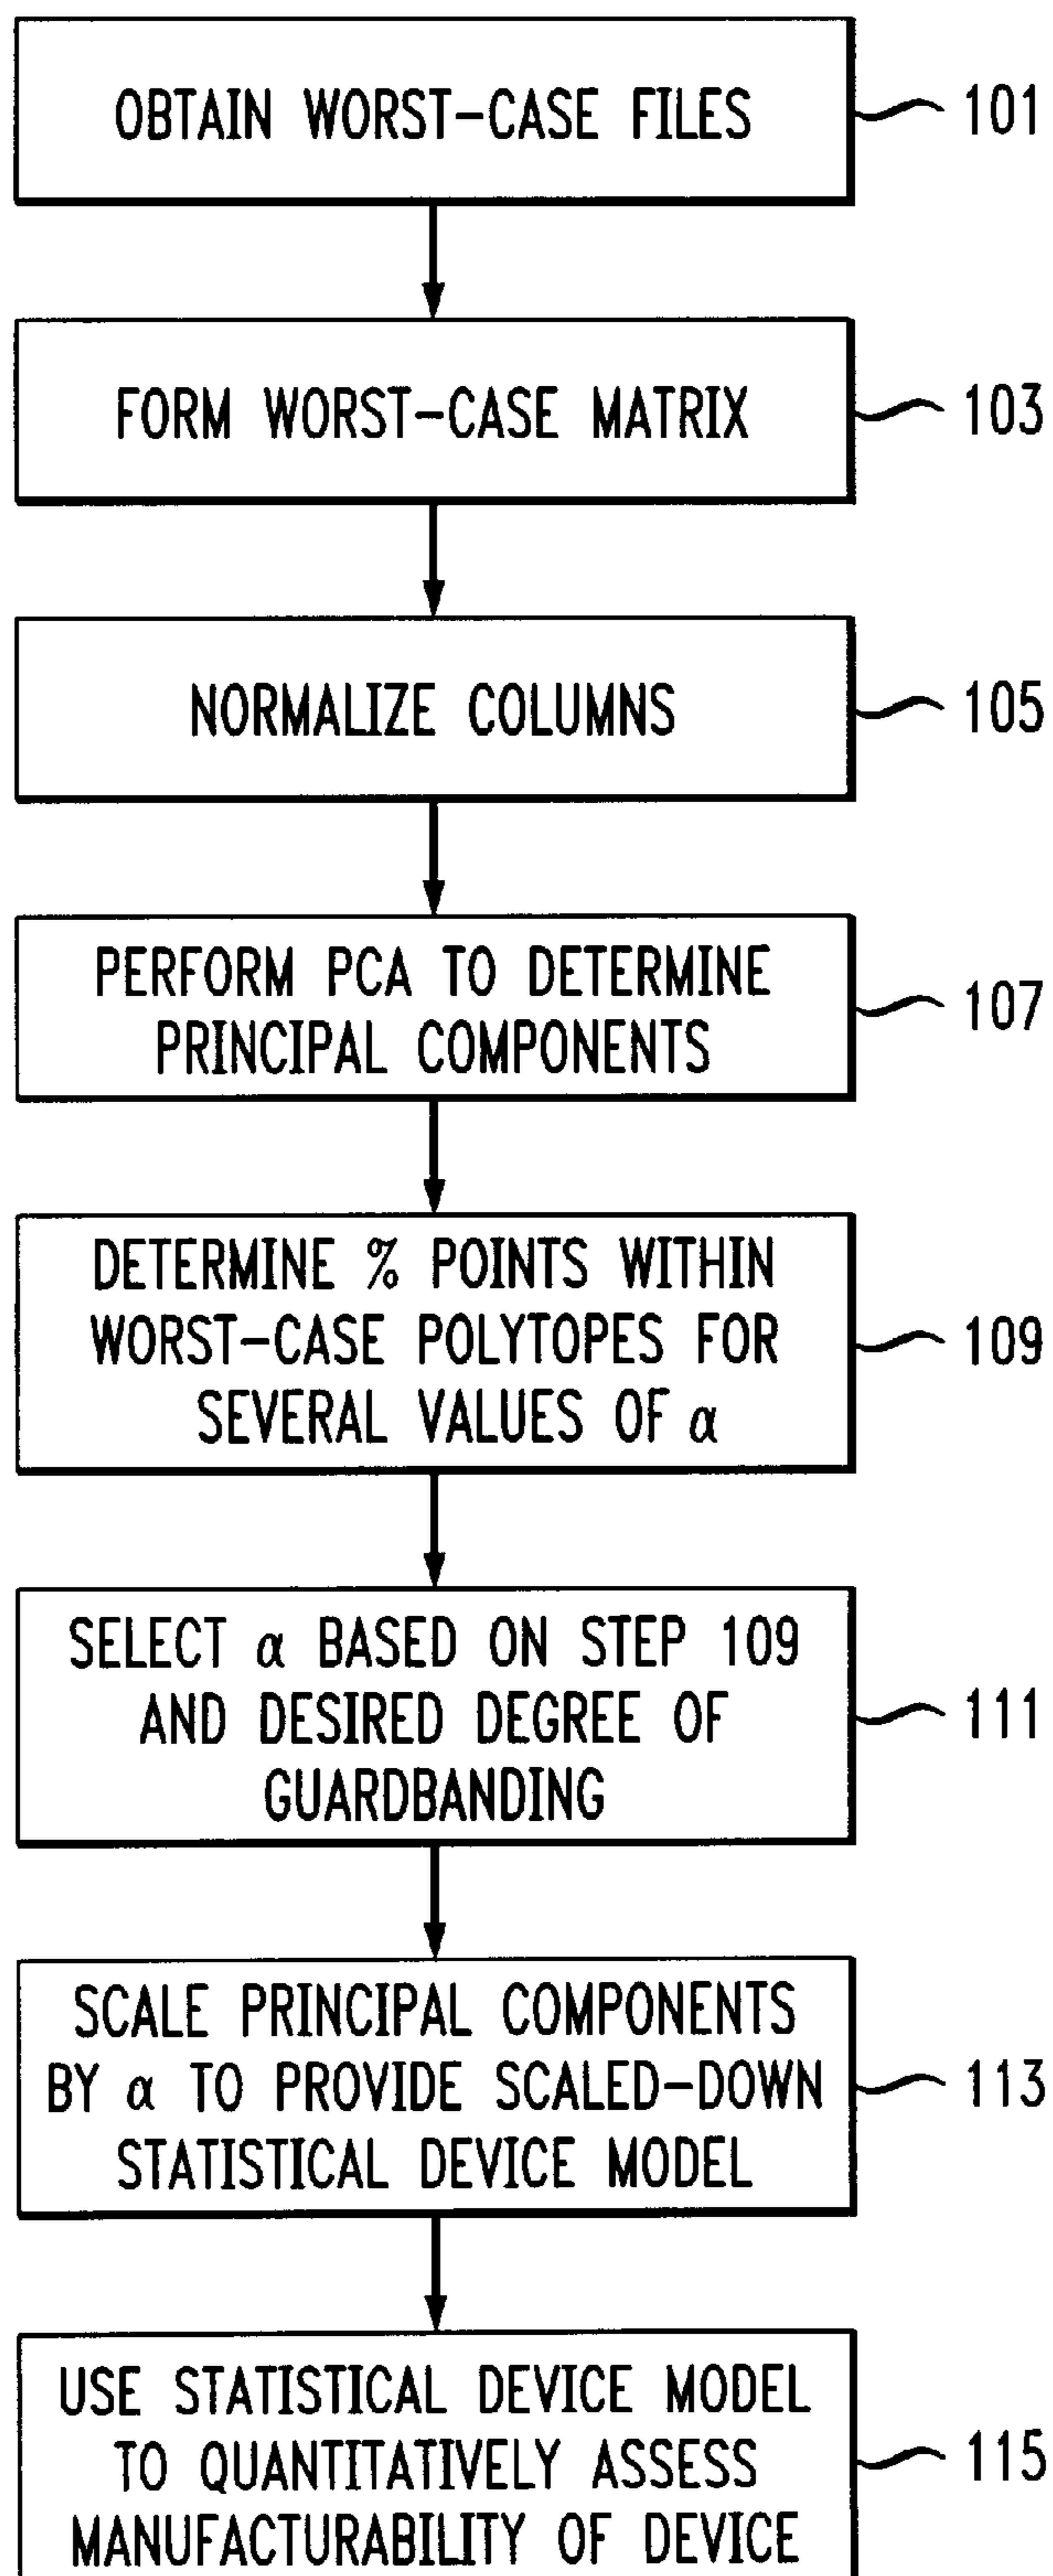 OBTAIN WORST-CASE FILES
101
FORM WORST-CASE MATRIX
103
NORMALIZE COLUMNS
105
PERFORM PCA TO DETERMINE
PRINCIPAL COMPONENTS
107
DETERMINE % POINTS WITHIN
WORST-CASE POLYTOPES FOR
SEVERAL VALUES OF α
109
SELECT α BASED ON STEP 109
AND DESIRED DEGREE OF
GUARDBANDING
111
SCALE PRINCIPAL COMPONENTS
BY α TO PROVIDE SCALED-DOWN
STATISTICAL DEVICE MODEL
113
USE STATISTICAL DEVICE MODEL
TO QUANTITATIVELY ASSESS
MANUFACTURABILITY OF DEVICE
115